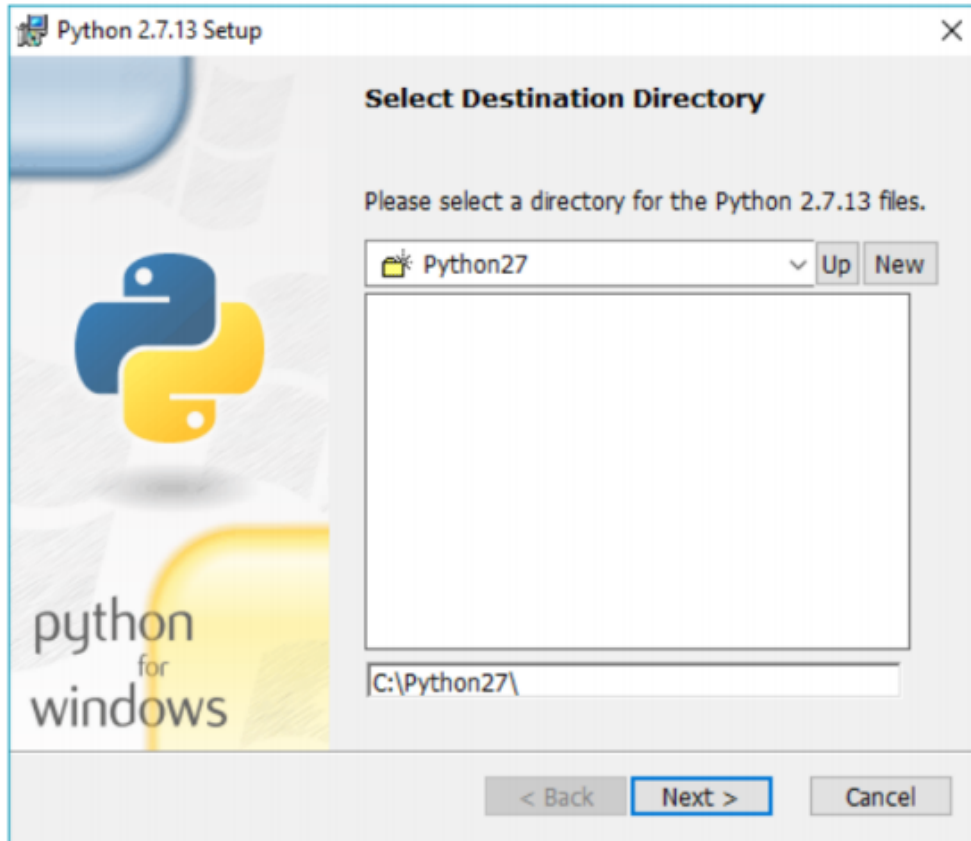 Python 2.7.13 Setup
Select Destination Directory
Please select a directory for the Python 2.7.13 files.
Python27
Up
New
C:\Python27\
python
for
windows
< Back
Next >
Cancel